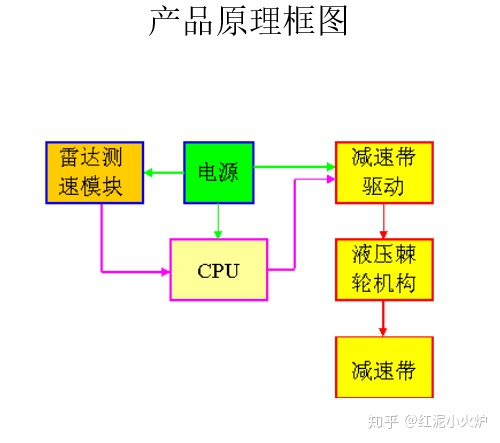 产品原理框图
雷达测
速模块
电源
减速带
驱动
CPU
液压棘
轮机构
减速带
知乎 @红泥小火炉